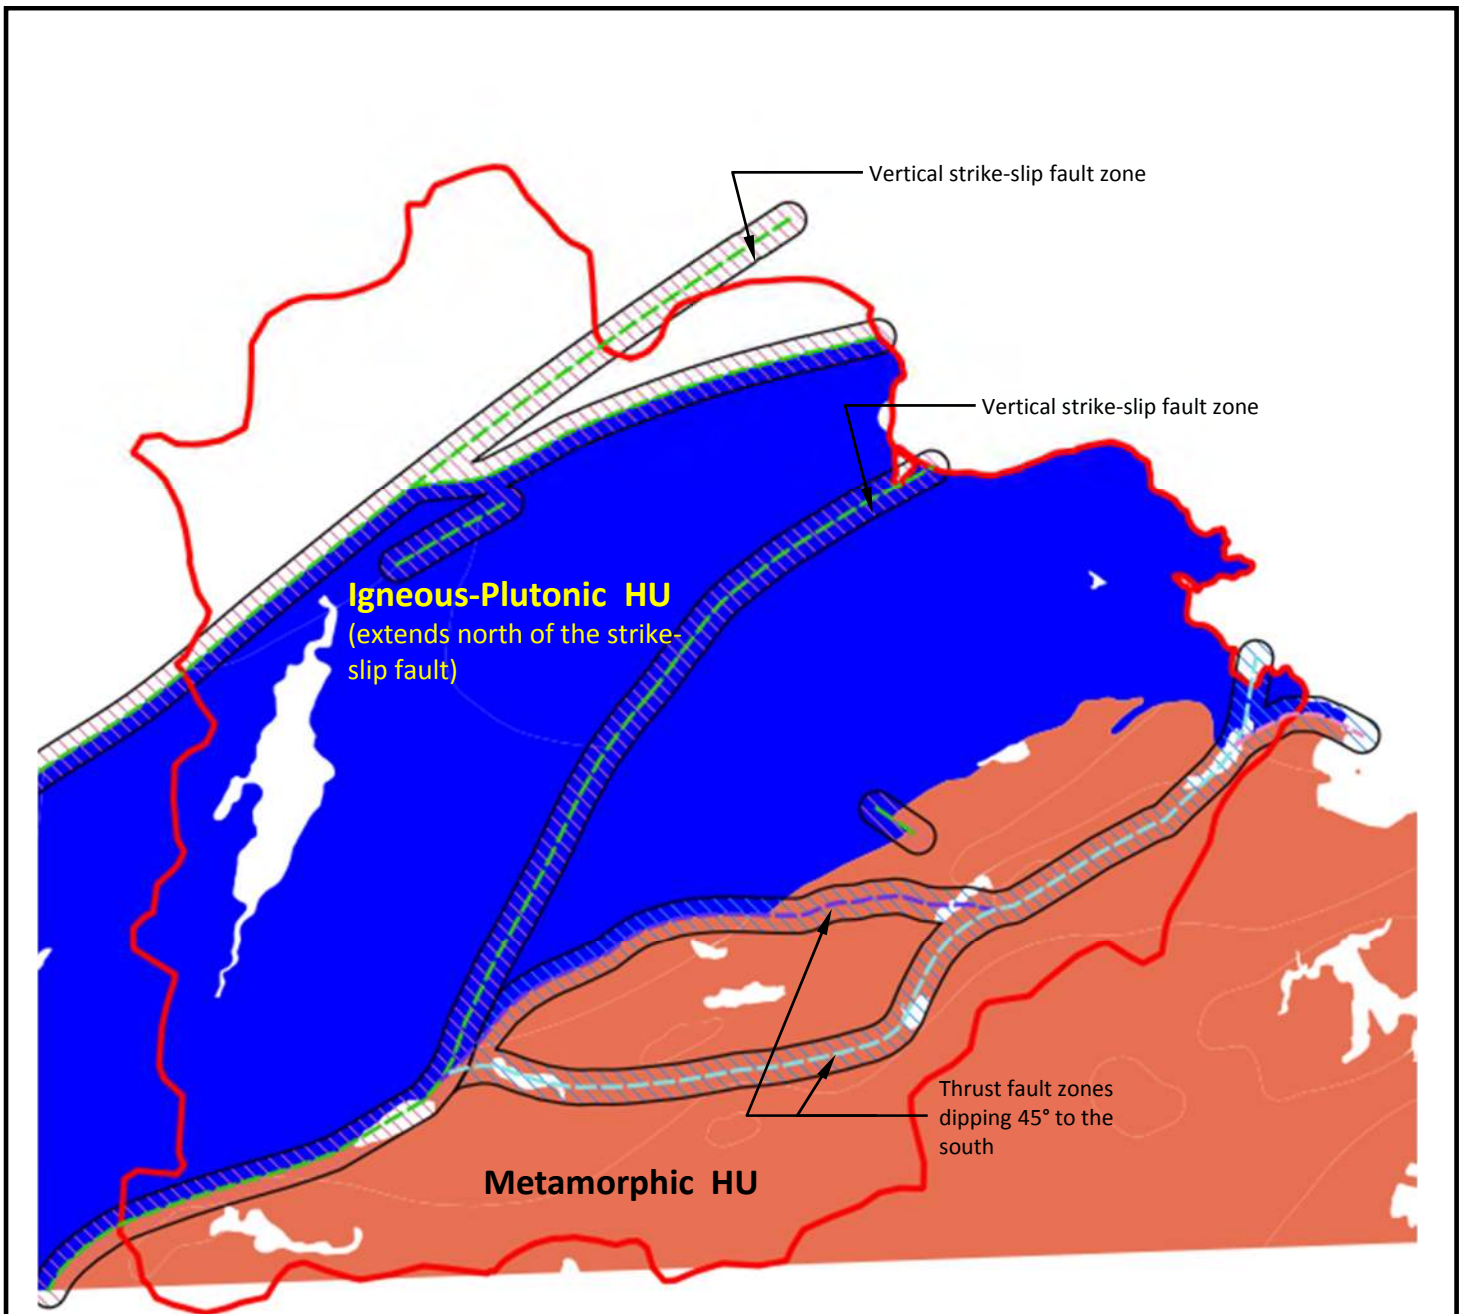 Vertical strike-slip fault zone
Vertical strike-slip fault zone
Igneous-Plutonic HU
(extends north of the strike-
slip fault)
Thrust fault zones
dipping 45° to the
south
Metamorphic HU